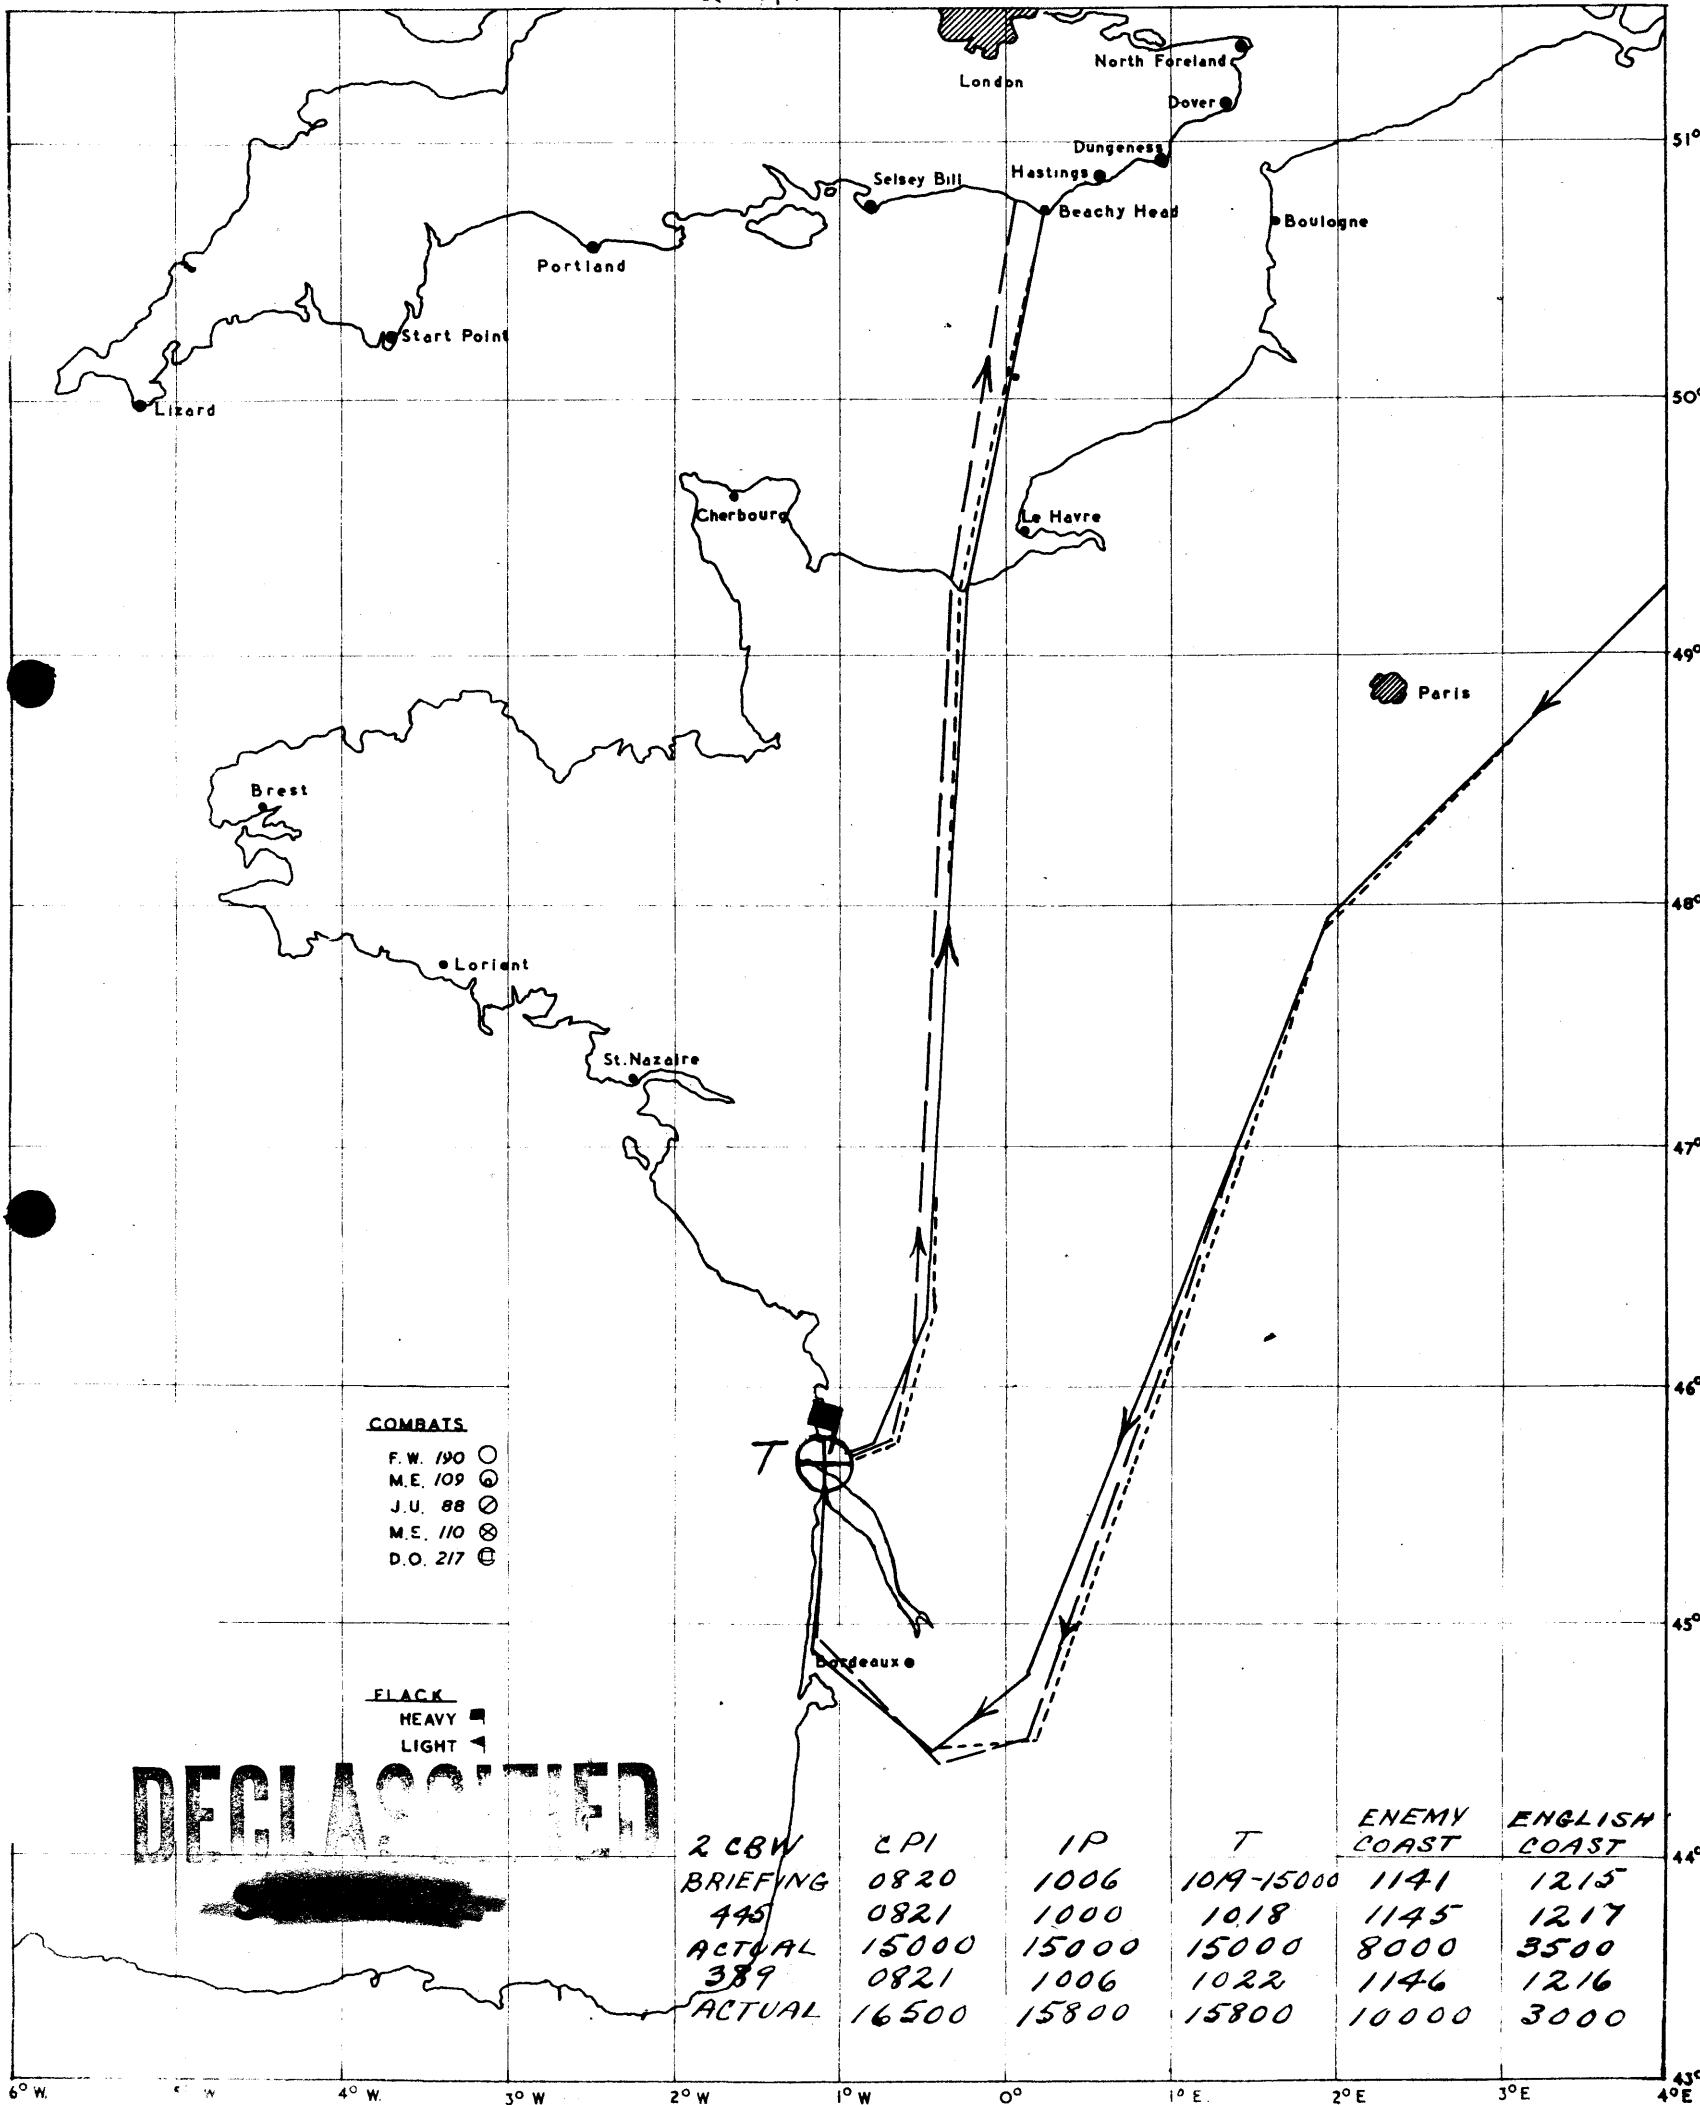 London
North Foreland
Dover
51°
Dungeness
Hastings
Selsey Bill
Beachy Head
Boulogne
Portland
Start Point
50°
Lizard
Cherbourg
Le Havre
49°
Paris
Brest
48°
Lorient
St. Nazaire
47°
46°
COMBATS
T
F.W. 190
M.E. 109
J.U. 88
M.E. 110
D.O. 217
45°
Bordeaux
FLACK
HEAVY
LIGHT
DECLASSIFIED
2 CBW CPI IP T ENEMY COAST ENGLISH COAST
44°
BRIEFING 0820 1006 1019-15000 1141 1215
445 0821 1000 1018 1145 1217
ACTUAL 15000 15000 15000 8000 3500
389 0821 1006 1022 1146 1216
ACTUAL 16500 15800 15800 10000 3000
43°
6° W. W 4° W. 3° W 2° W 1° W 0° 1° E. 2° E 3° E 4° E